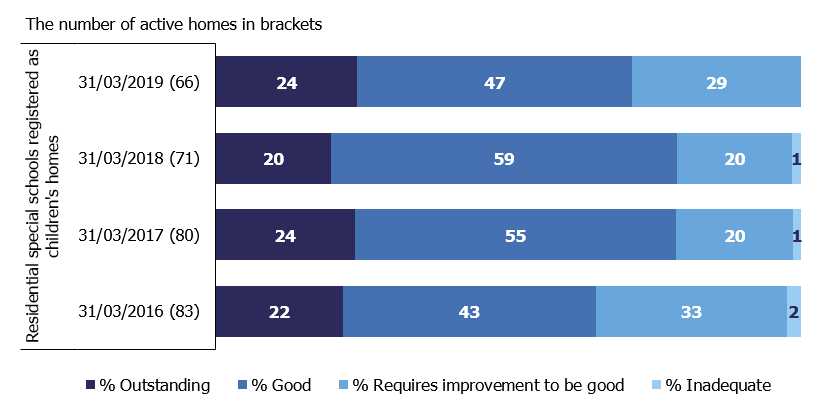 The number of active homes in brackets
Residential special schools registered as
children's homes
31/03/2019 (66) 24 47 29
31/03/2018 (71) 20 59 20 1
31/03/2017 (80) 24 55 20 1
31/03/2016 (83) 22 43 33 2
% Outstanding % Good % Requires improvement to be good % Inadequate